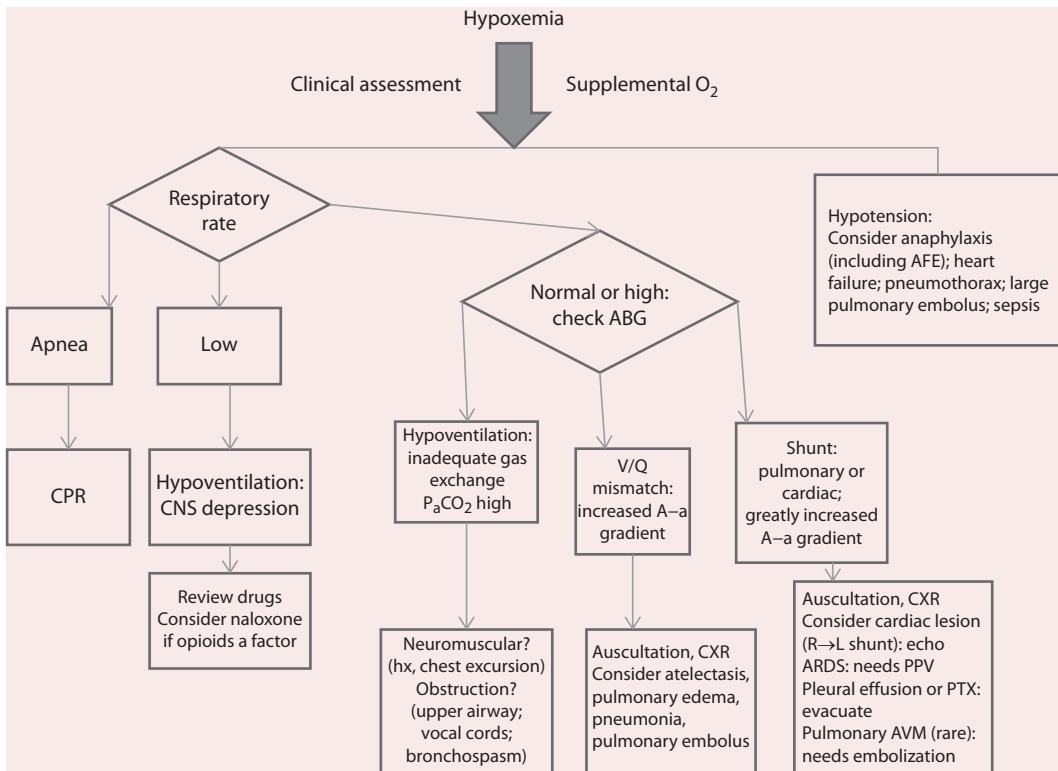 Hypoxemia
Clinical assessment
Supplemental O₂
Respiratory
rate
Hypotension:
Consider anaphylaxis
(including AFE); heart
failure; pneumothorax; large
pulmonary embolus; sepsis
Normal or high:
check ABG
Apnea
Low
CPR
Hypoventilation:
CNS depression
Review drugs
Consider naloxone
if opioids a factor
Hypoventilation:
inadequate gas
exchange
PₐCO₂ high
V/Q
mismatch:
increased A–a
gradient
Shunt:
pulmonary or
cardiac;
greatly increased
A–a gradient
Neuromuscular?
(hx, chest excursion)
Obstruction?
(upper airway;
vocal cords;
bronchospasm)
Auscultation, CXR
Consider atelectasis,
pulmonary edema,
pneumonia,
pulmonary embolus
Auscultation, CXR
Consider cardiac lesion
(R→L shunt): echo
ARDS: needs PPV
Pleural effusion or PTX:
evacuate
Pulmonary AVM (rare):
needs embolization